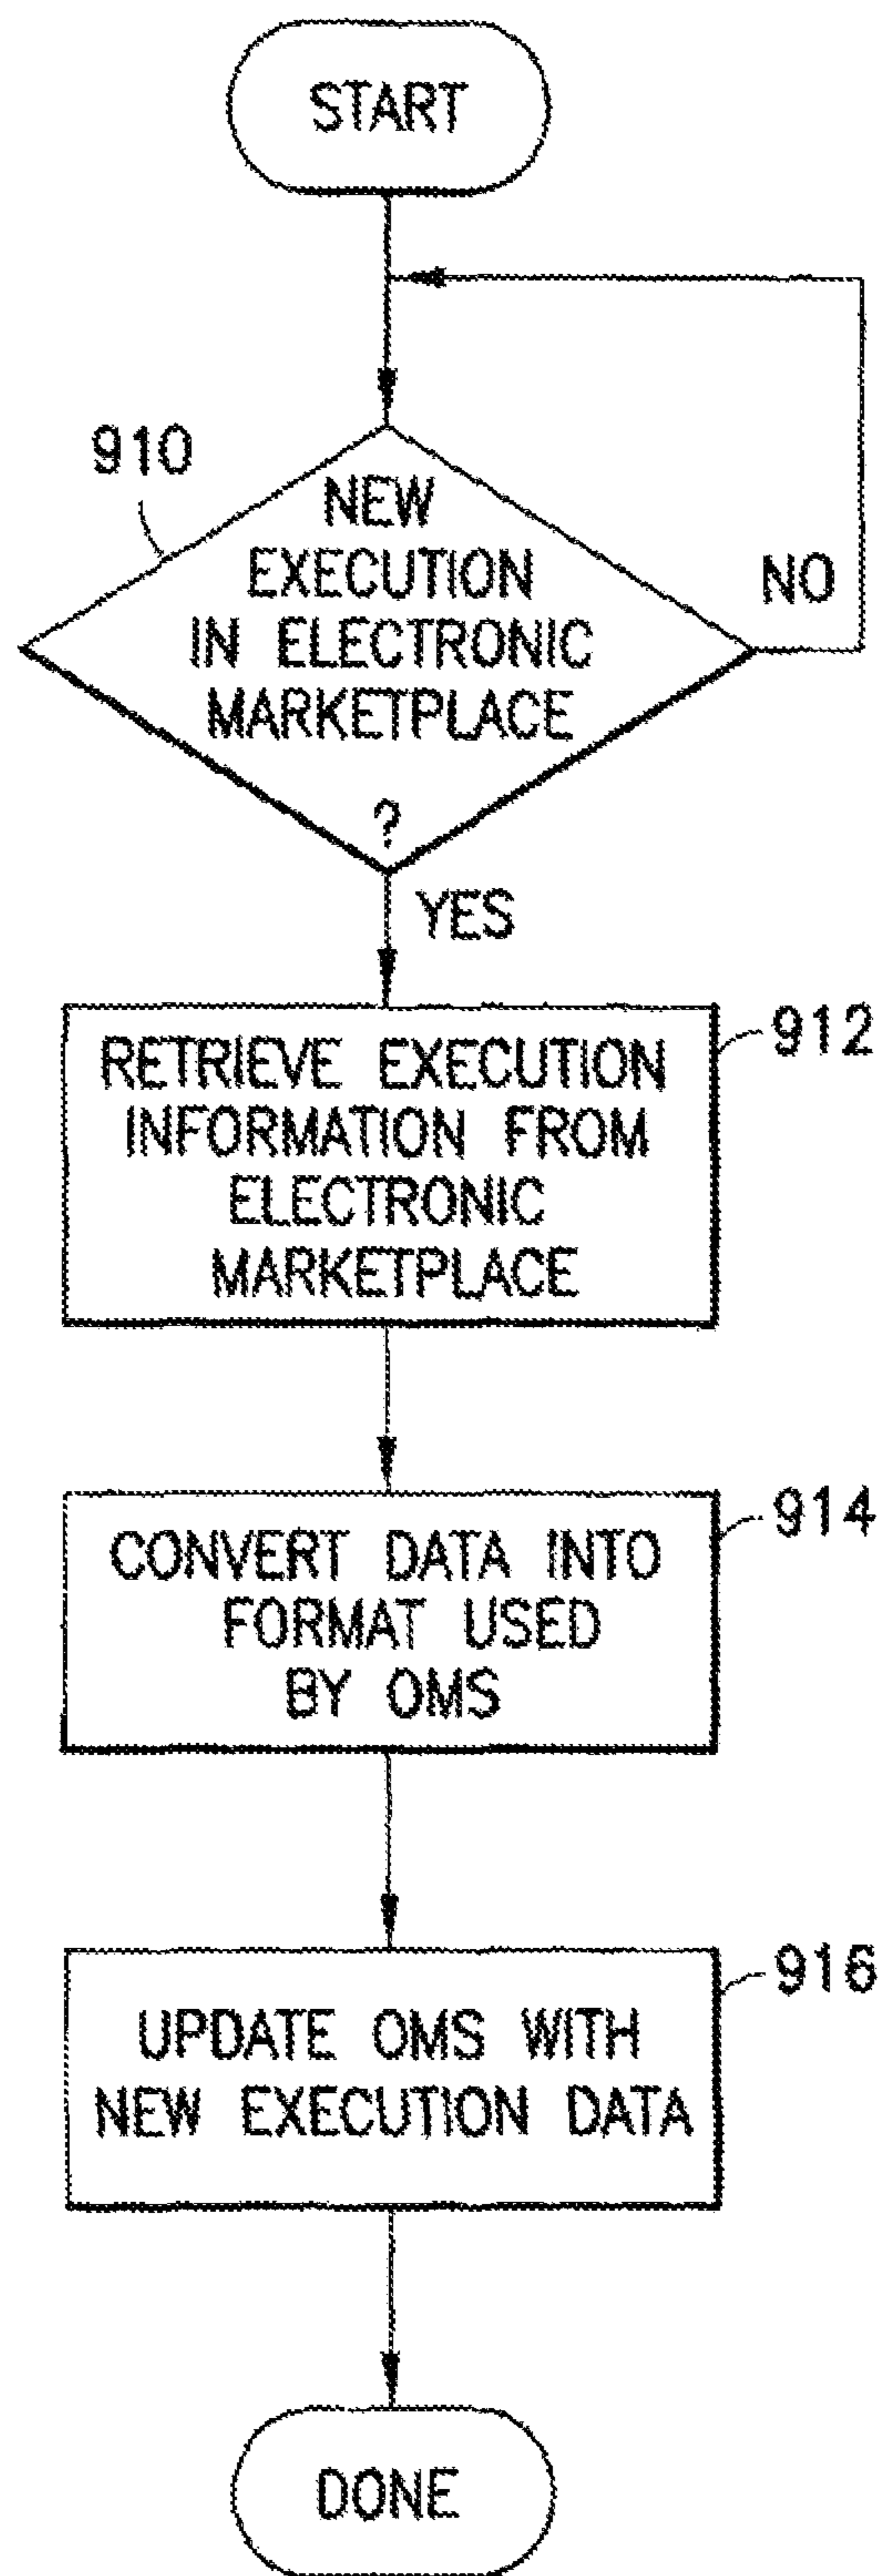 START
910
NEW
EXECUTION
IN ELECTRONIC
MARKETPLACE
?
NO
YES
912
RETRIEVE EXECUTION
INFORMATION FROM
ELECTRONIC
MARKETPLACE
914
CONVERT DATA INTO
FORMAT USED
BY OMS
916
UPDATE OMS WITH
NEW EXECUTION DATA
DONE